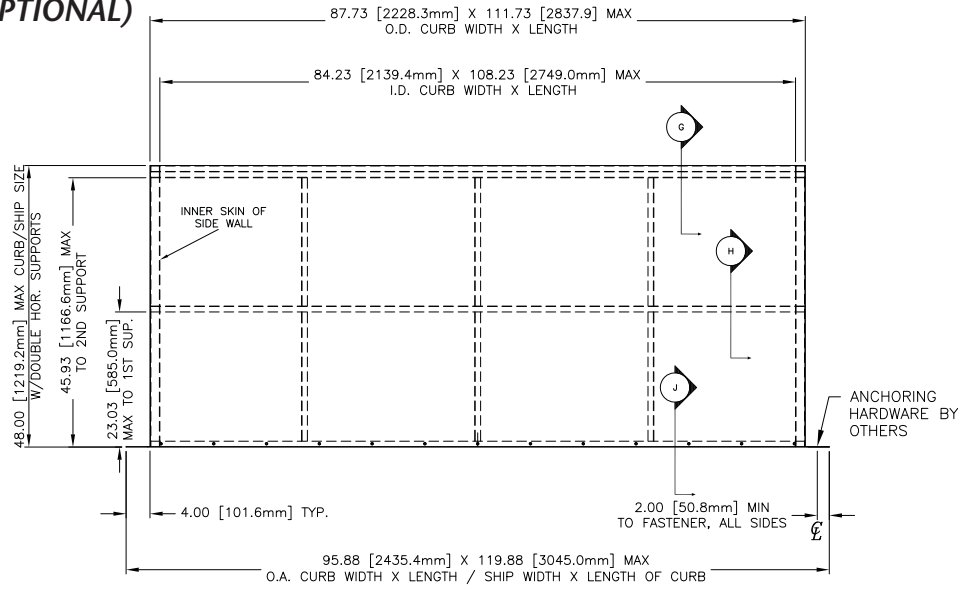 PTIONAL)
87.73 [2228.3mm] X 111.73 [2837.9] MAX
O.D. CURB WIDTH X LENGTH
84.23 [2139.4mm] X 108.23 [2749.0mm] MAX
I.D. CURB WIDTH X LENGTH
G
INNER SKIN OF
SIDE WALL
H
48.00 [1219.2mm] MAX CURB/SHIP SIZE
W/DOUBLE HOR. SUPPORTS
45.93 [1166.6mm] MAX
TO 2ND SUPPORT
23.03 [585.0mm]
MAX TO 1ST SUP.
J
ANCHORING
HARDWARE BY
OTHERS
4.00 [101.6mm] TYP.
2.00 [50.8mm] MIN
TO FASTENER, ALL SIDES
℄
95.88 [2435.4mm] X 119.88 [3045.0mm] MAX
O.A. CURB WIDTH X LENGTH / SHIP WIDTH X LENGTH OF CURB